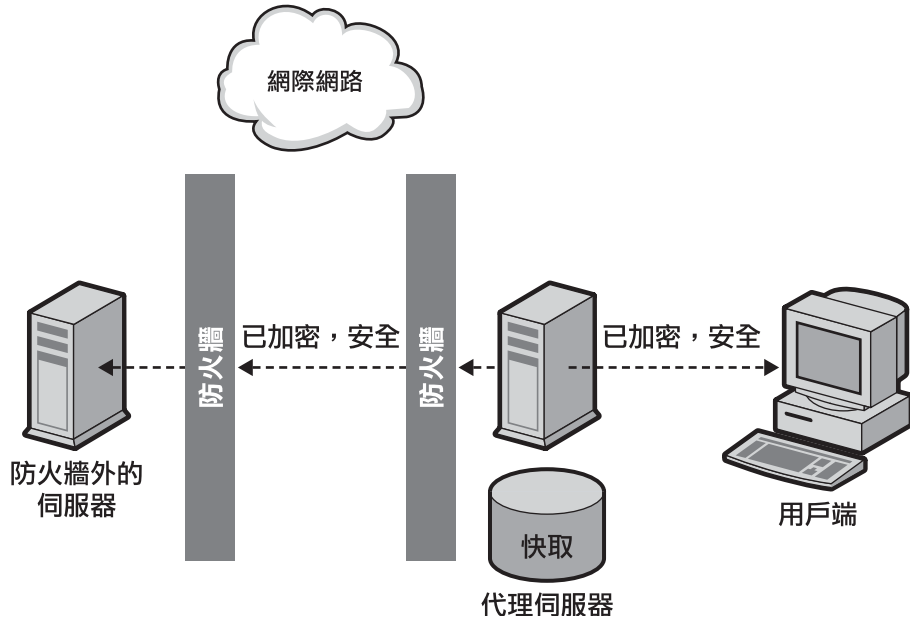 網際網路
防火牆
已加密，安全
防火牆
已加密，安全
防火牆外的
伺服器
快取
代理伺服器
用戶端